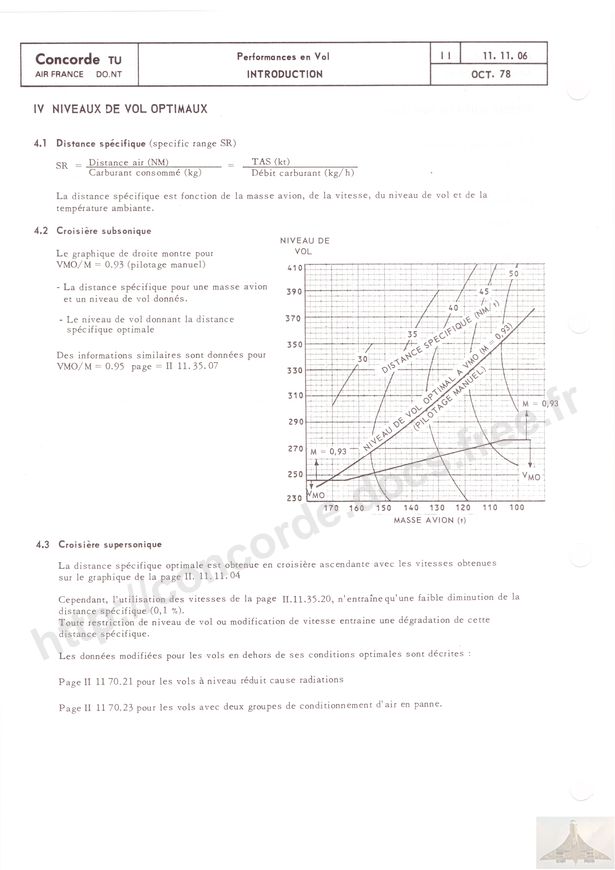 Concorde TU
AIR FRANCE DO.NT
Performances en Vol
INTRODUCTION
II
11. 11. 06
OCT. 78
IV NIVEAUX DE VOL OPTIMAUX
4.1 Distance spécifique (specific range SR)
SR = Distance air (NM) = TAS (kt)
Carburant consommé (kg) Débit carburant (kg/h)
La distance spécifique est fonction de la masse avion, de la vitesse, du niveau de vol et de la
température ambiante.
4.2 Croisière subsonique
Le graphique de droite montre pour
VMO/M = 0.93 (pilotage manuel)
- La distance spécifique pour une masse avion
et un niveau de vol donnés.
- Le niveau de vol donnant la distance
spécifique optimale
Des informations similaires sont données pour
VMO/M = 0.95 page = II 11.35.07
NIVEAU DE
VOL
410
390
370
350
330
310
290
270
250
230
30
35
40
45
50
DISTANCE SPECIFIQUE (NM/t)
NIVEAU DE VOL OPTIMAL A VMO (M = 0,93)
(PILOTAGE MANUEL)
M = 0,93
VMO
M = 0,93
VMO
170 160 150 140 130 120 110 100
MASSE AVION (t)
4.3 Croisière supersonique
La distance spécifique optimale est obtenue en croisière ascendante avec les vitesses obtenues
sur le graphique de la page II. 11. 11. 04
Cependant, l'utilisation des vitesses de la page II.11.35.20, n'entraîne qu'une faible diminution de la
distance spécifique (0,1 %).
Toute restriction de niveau de vol ou modification de vitesse entraine une dégradation de cette
distance spécifique.
Les données modifiées pour les vols en dehors de ses conditions optimales sont décrites :
Page II 11 70.21 pour les vols à niveau réduit cause radiations
Page II 11 70.23 pour les vols avec deux groupes de conditionnement d'air en panne.
http://concorde.docs.free.fr